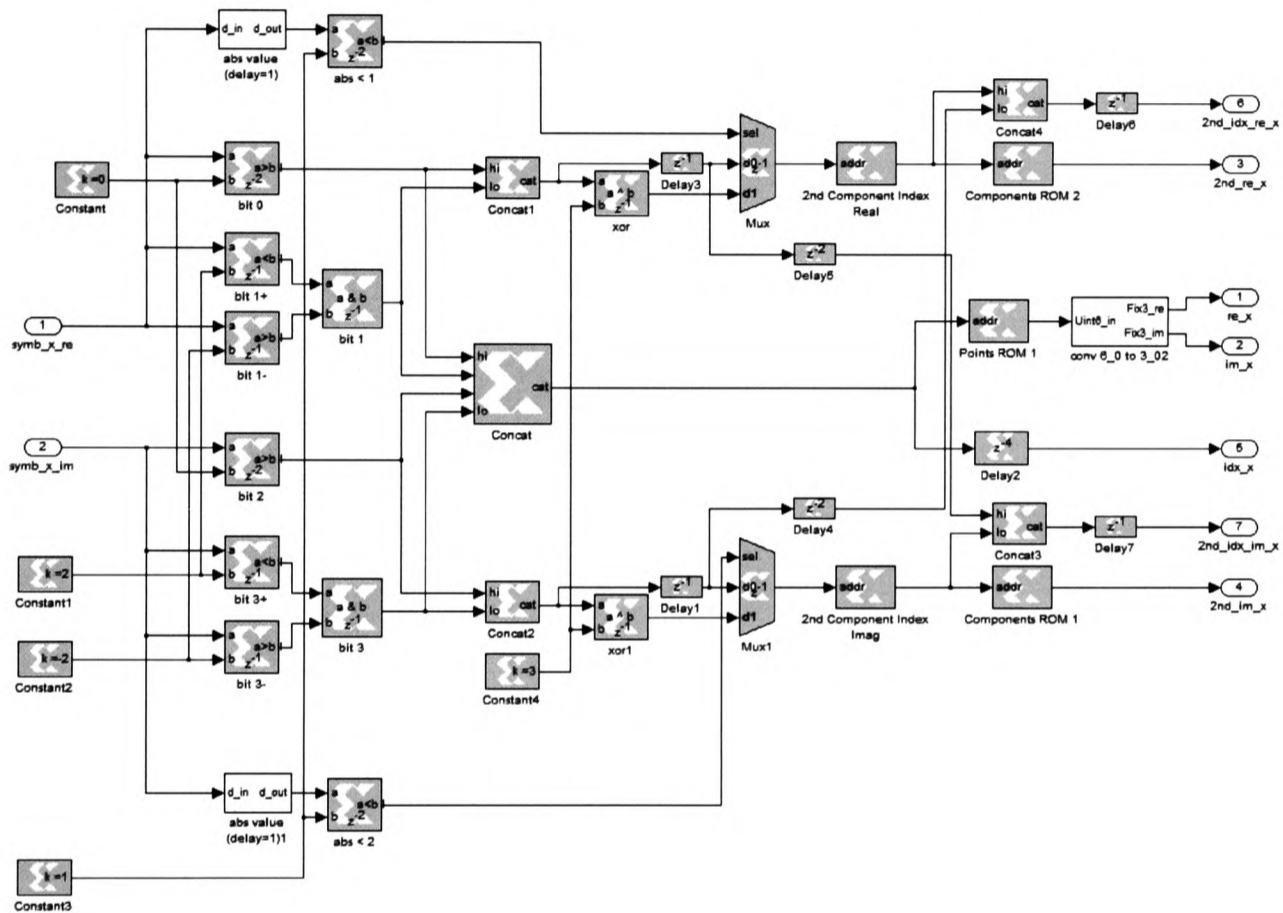 d_in d_out
abs value
(delay=1)
a
b
a<b
z-2
abs < 1
k =0
Constant
a
b
a>b
z-2
bit 0
a
b
a<b
z-1
bit 1+
a
b
a>b
z-1
bit 1-
a
b
a & b
z-1
bit 1
1
symb_x_re
2
symb_x_im
a
b
a>b
z-2
bit 2
a
b
a<b
z-1
bit 3+
a
b
a>b
z-1
bit 3-
a
b
a & b
z-1
bit 3
k =2
Constant1
k =-2
Constant2
d_in d_out
abs value
(delay=1)1
a
b
a<b
z-2
abs < 2
k =1
Constant3
hi
lo
cat
Concat1
hi
lo
cat
Concat
hi
lo
cat
Concat2
k =3
Constant4
z-1
Delay3
a
b
a ^ b
z-1
xor
z-1
Delay1
a
b
a ^ b
z-1
xor1
sel
d0
z-1
d1
Mux
sel
d0
z-1
d1
Mux1
addr
2nd Component Index
Real
z-2
Delay5
z-2
Delay4
addr
2nd Component Index
Imag
hi
lo
cat
Concat4
z-1
Delay6
6
2nd_idx_re_x
addr
Components ROM 2
3
2nd_re_x
addr
Points ROM 1
Uint6_in
Fix3_re
Fix3_im
conv 6_0 to 3_02
1
re_x
2
im_x
z-4
Delay2
5
idx_x
hi
lo
cat
Concat3
z-1
Delay7
7
2nd_idx_im_x
addr
Components ROM 1
4
2nd_im_x